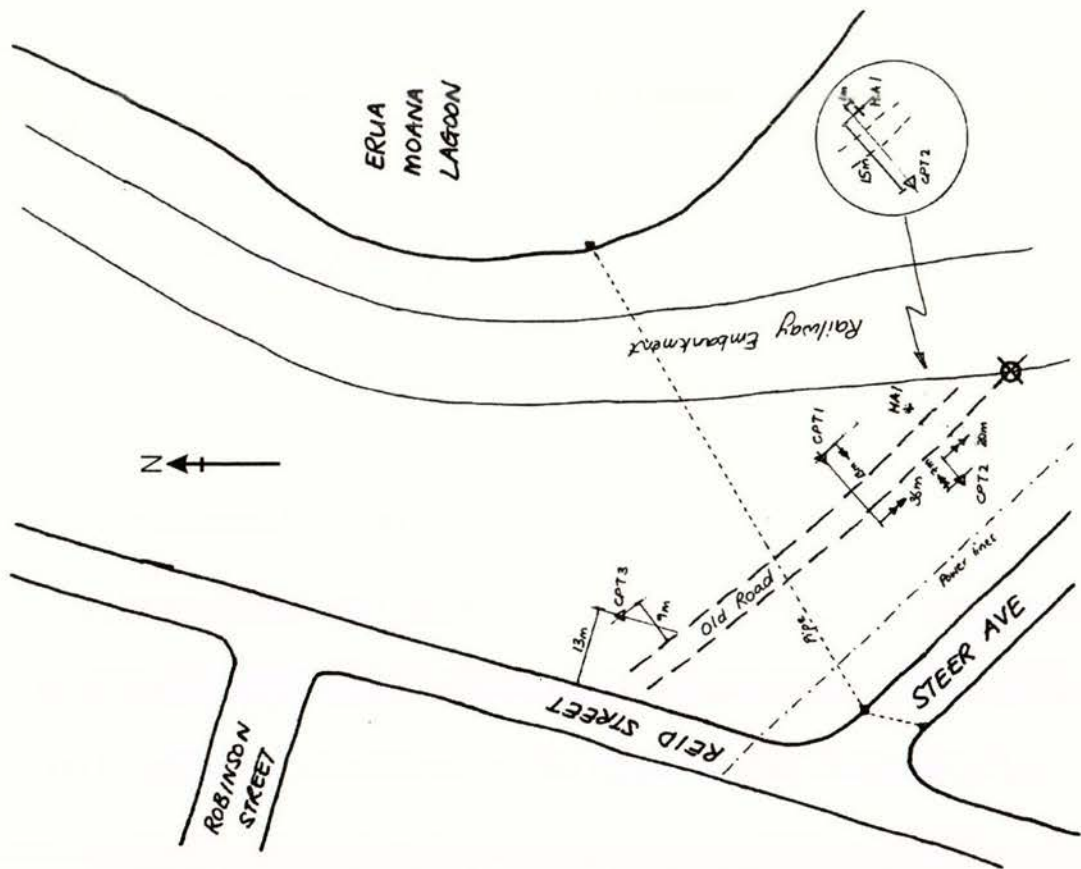 ERUA
MOANA
LAGOON
HA1
15m
CPT2
N
Railway Embankment
CPT1
HA1
36m
20m
CPT2
CPT3
13m
9m
Old Road
Power lines
Pipe
REID STREET
STEER AVE
ROBINSON
STREET